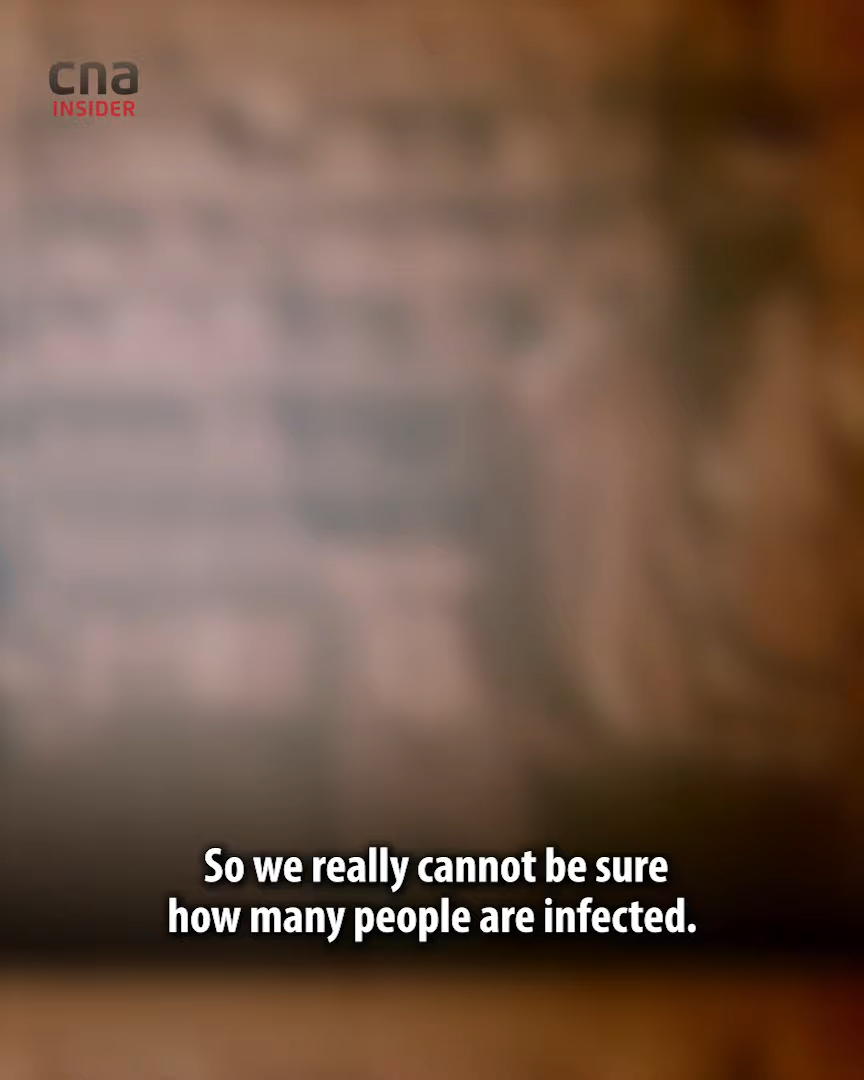 cna
INSIDER
So we really cannot be sure
how many people are infected.